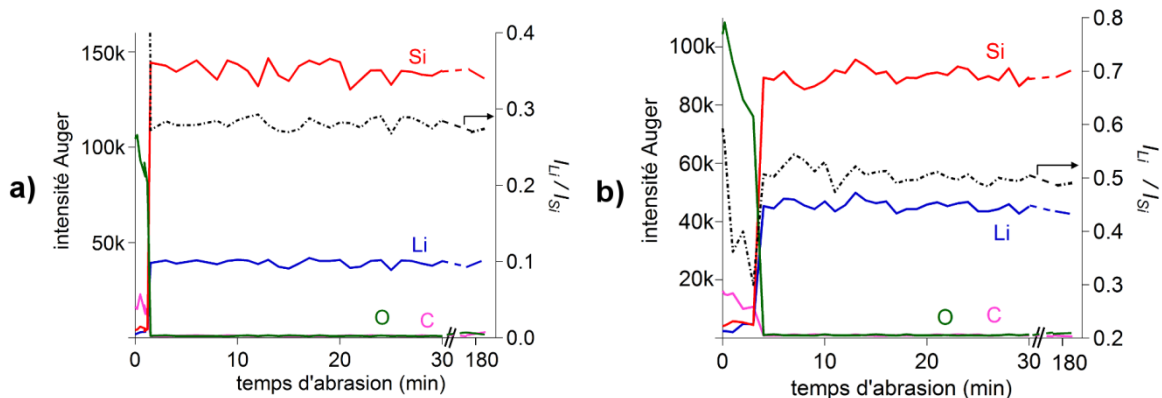 a)
intensité Auger
150k
100k
50k
0.4
0.3
0.2
0.1
0.0
I_Li / I_Si
Si
Li
O
C
0
10
20
30
180
temps d'abrasion (min)
b)
intensité Auger
100k
80k
60k
40k
20k
0.8
0.7
0.6
0.5
0.4
0.3
0.2
I_Li / I_Si
Si
Li
O
C
0
10
20
30
180
temps d'abrasion (min)